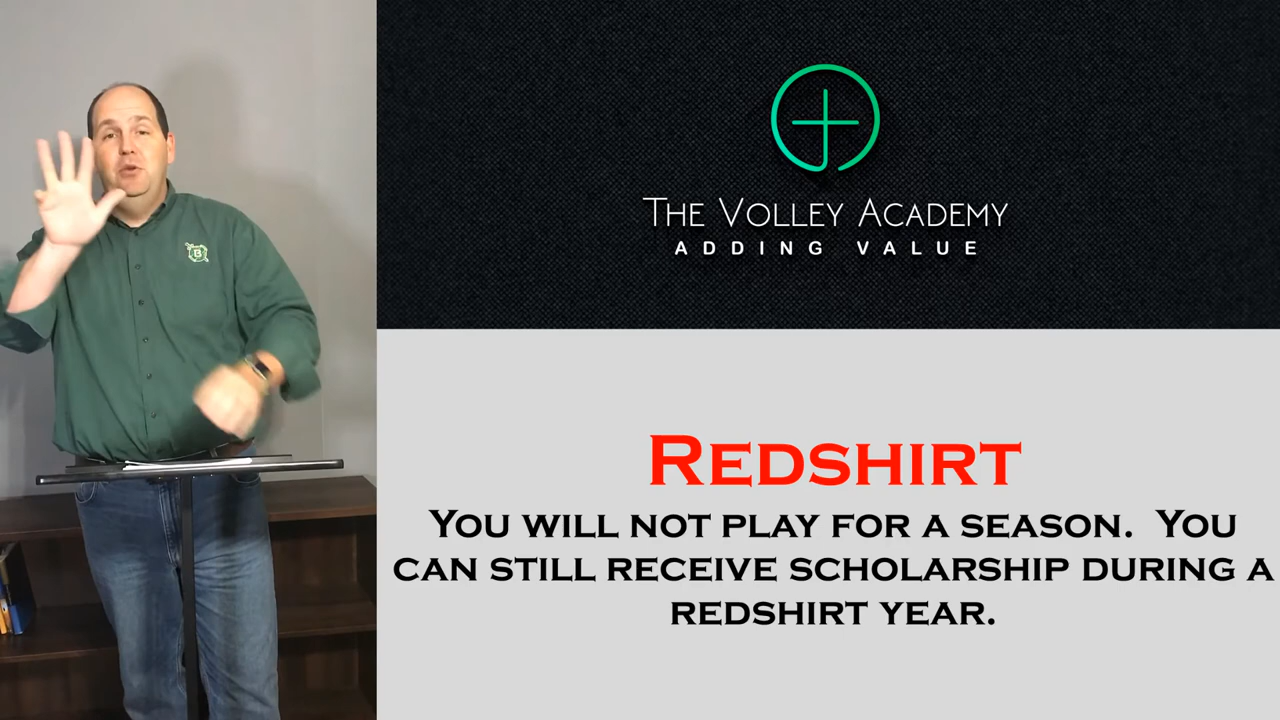 The Volley Academy
ADDING VALUE
Redshirt
You will not play for a season. You
can still receive scholarship during a
redshirt year.
B